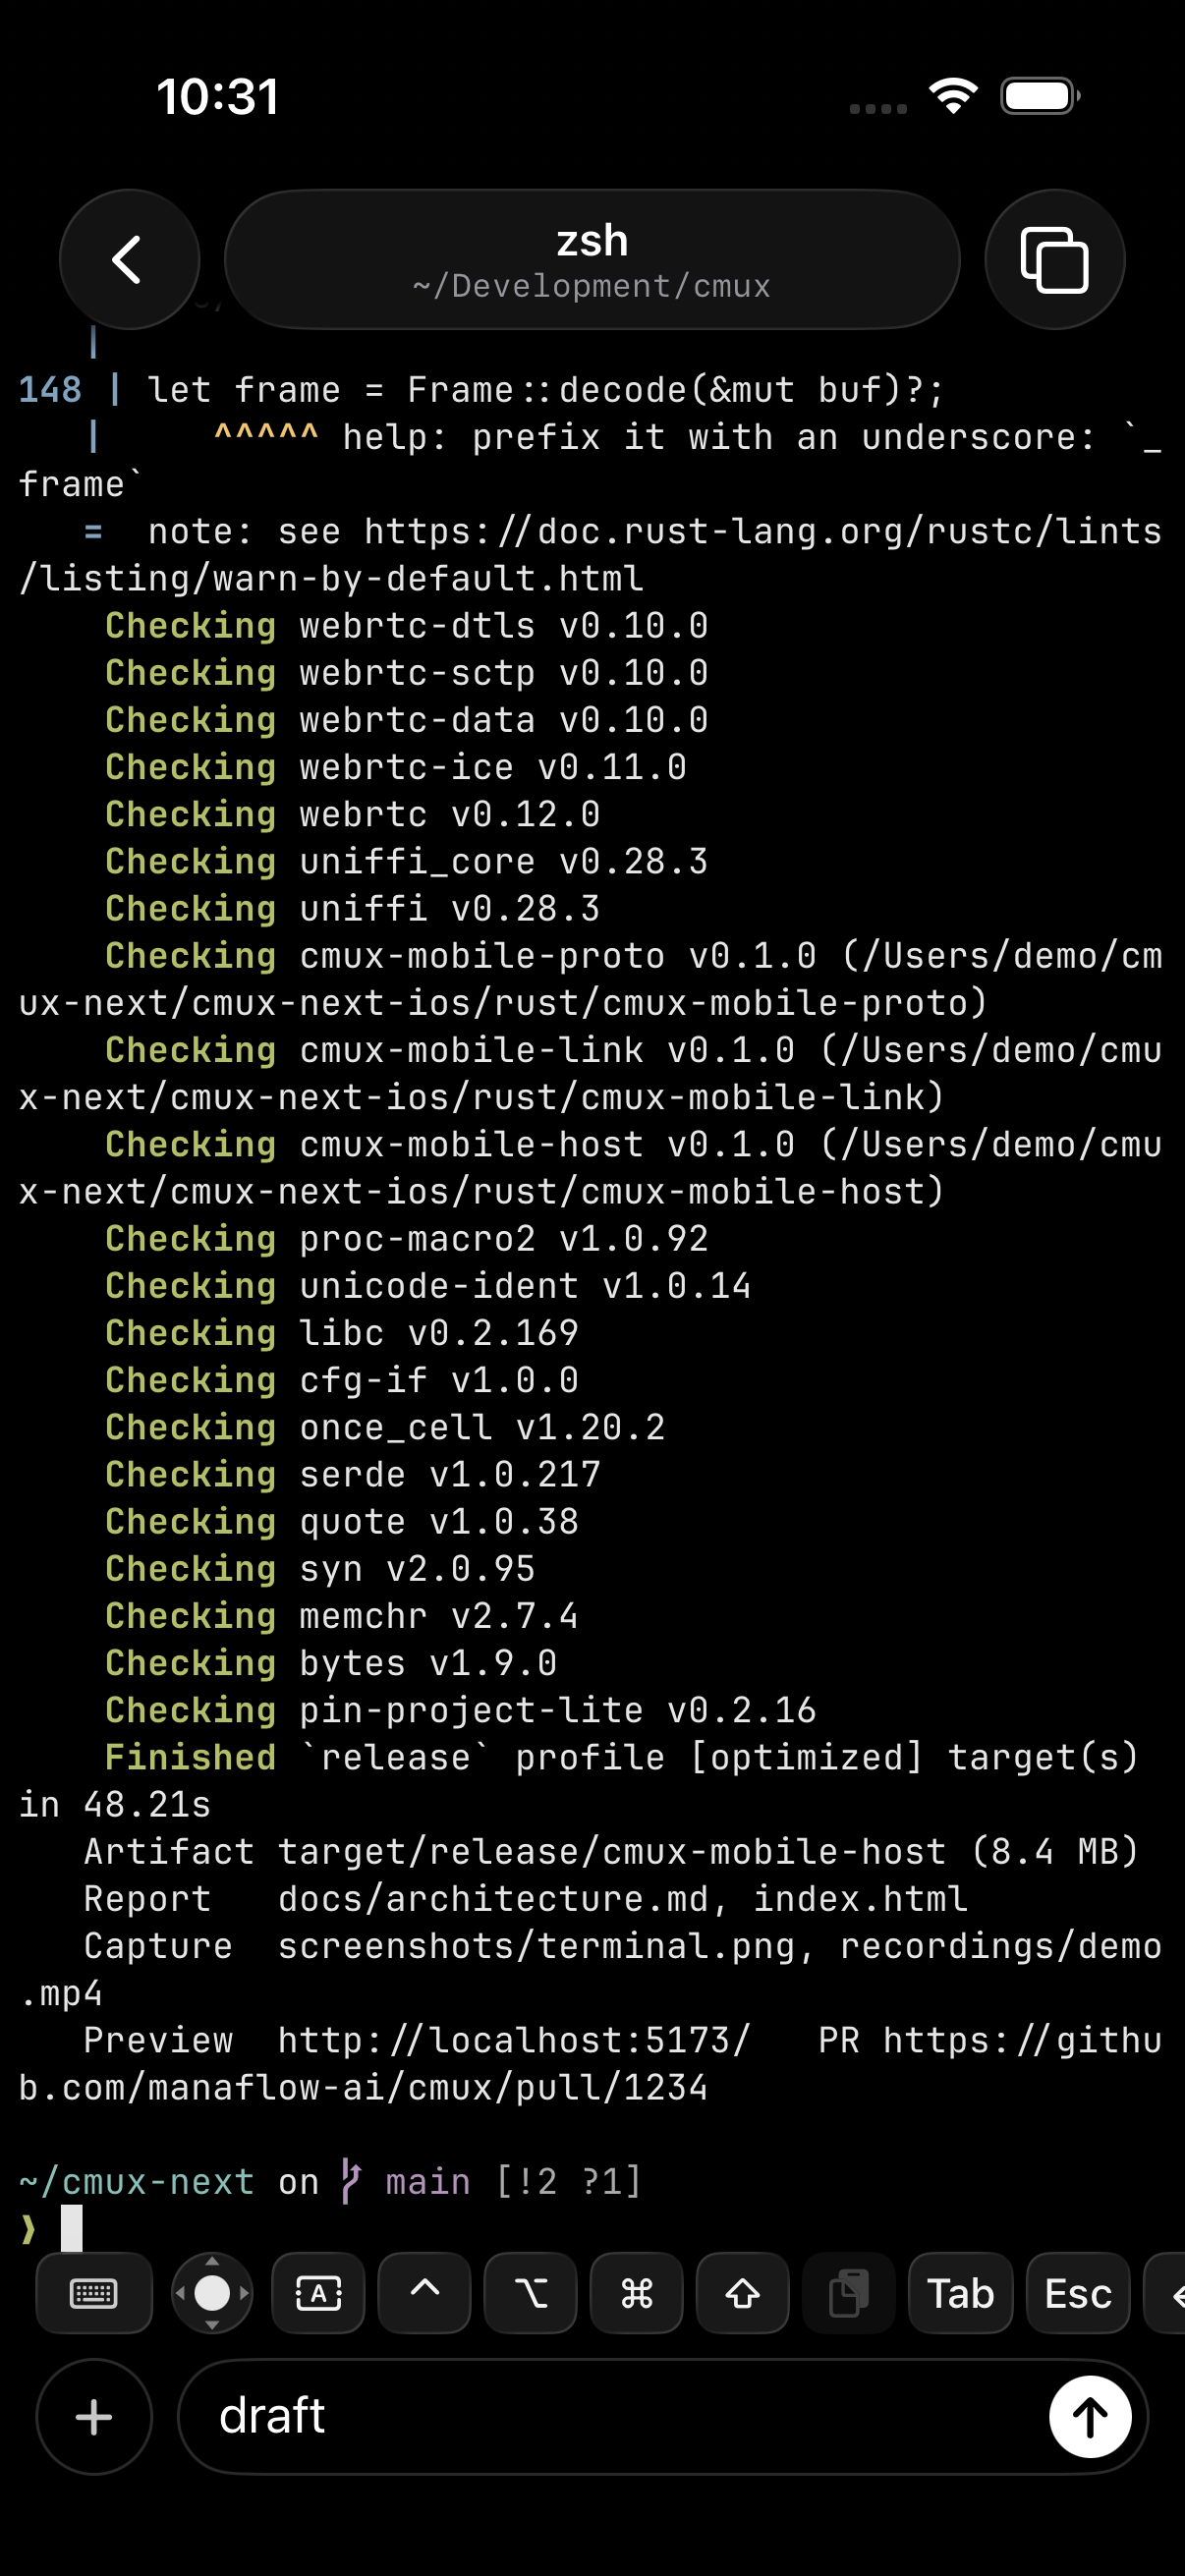 10:31
zsh
~/Development/cmux
|
148 | let frame = Frame::decode(&mut buf)?;
| ^^^^^ help: prefix it with an underscore: `_
frame`
= note: see https://doc.rust-lang.org/rustc/lints
/listing/warn-by-default.html
Checking webrtc-dtls v0.10.0
Checking webrtc-sctp v0.10.0
Checking webrtc-data v0.10.0
Checking webrtc-ice v0.11.0
Checking webrtc v0.12.0
Checking uniffi_core v0.28.3
Checking uniffi v0.28.3
Checking cmux-mobile-proto v0.1.0 (/Users/demo/cm
ux-next/cmux-next-ios/rust/cmux-mobile-proto)
Checking cmux-mobile-link v0.1.0 (/Users/demo/cmu
x-next/cmux-next-ios/rust/cmux-mobile-link)
Checking cmux-mobile-host v0.1.0 (/Users/demo/cmu
x-next/cmux-next-ios/rust/cmux-mobile-host)
Checking proc-macro2 v1.0.92
Checking unicode-ident v1.0.14
Checking libc v0.2.169
Checking cfg-if v1.0.0
Checking once_cell v1.20.2
Checking serde v1.0.217
Checking quote v1.0.38
Checking syn v2.0.95
Checking memchr v2.7.4
Checking bytes v1.9.0
Checking pin-project-lite v0.2.16
Finished `release` profile [optimized] target(s)
in 48.21s
Artifact target/release/cmux-mobile-host (8.4 MB)
Report docs/architecture.md, index.html
Capture screenshots/terminal.png, recordings/demo
.mp4
Preview http://localhost:5173/ PR https://githu
b.com/manaflow-ai/cmux/pull/1234
~/cmux-next on main [!2 ?1]
❯
A ^ ⌥ ⌘ ⇧ Tab Esc
draft